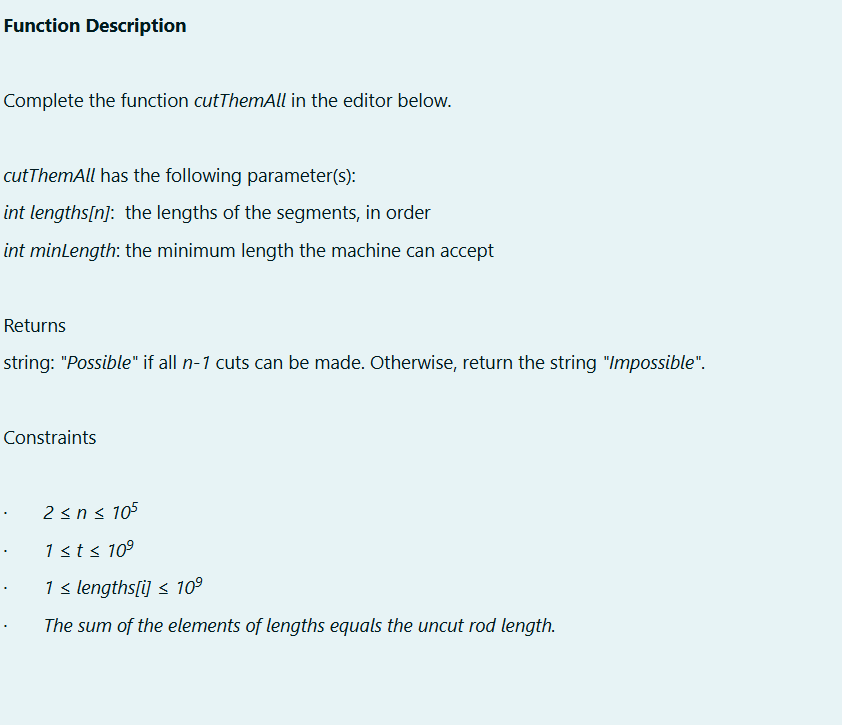 Function Description
Complete the function cutThemAll in the editor below.
cutThemAll has the following parameter(s):
int lengths[n]:  the lengths of the segments, in order
int minLength: the minimum length the machine can accept
Returns
string: "Possible" if all n-1 cuts can be made. Otherwise, return the string "Impossible".
Constraints
· 2 ≤ n ≤ 10⁵
· 1 ≤ t ≤ 10⁹
· 1 ≤ lengths[i] ≤ 10⁹
· The sum of the elements of lengths equals the uncut rod length.